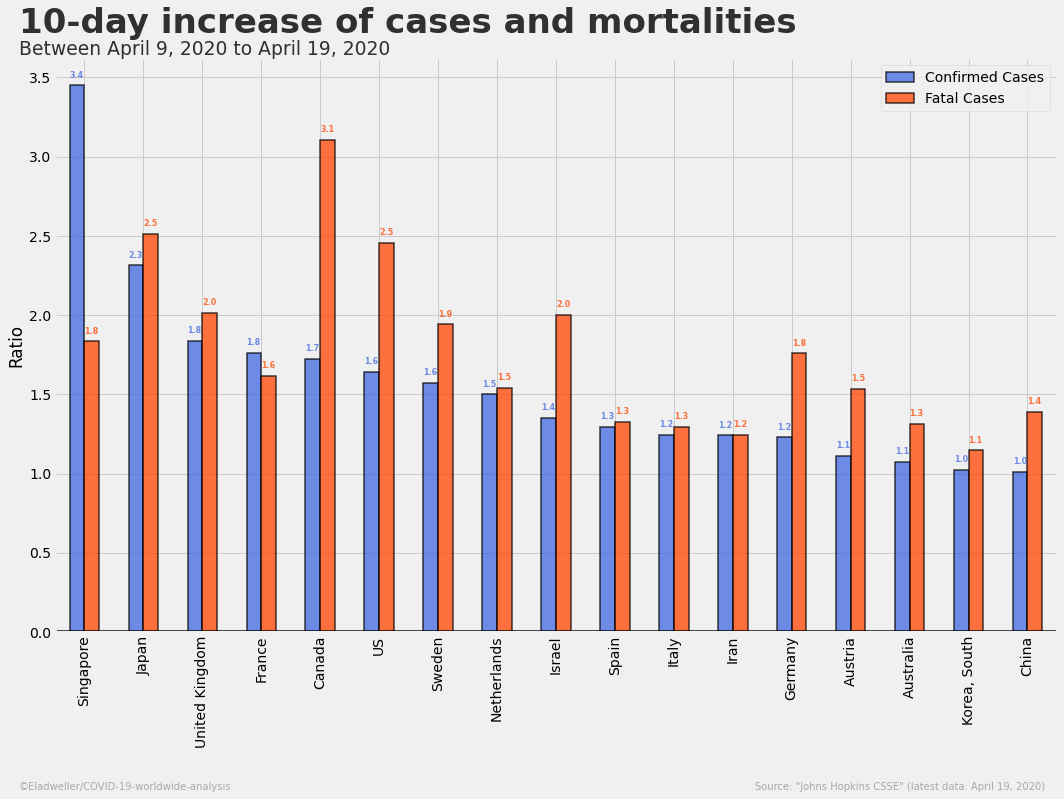 10-day increase of cases and mortalities
Between April 9, 2020 to April 19, 2020
Confirmed Cases
Fatal Cases
Ratio
3.5
3.0
2.5
2.0
1.5
1.0
0.5
0.0
3.4 1.8
2.3 2.5
1.8 2.0
1.8 1.6
1.7 3.1
1.6 2.5
1.6 1.9
1.5 1.5
1.4 2.0
1.3 1.3
1.2 1.3
1.2 1.2
1.2 1.8
1.1 1.5
1.1 1.3
1.0 1.1
1.0 1.4
Singapore
Japan
United Kingdom
France
Canada
US
Sweden
Netherlands
Israel
Spain
Italy
Iran
Germany
Austria
Australia
Korea, South
China
©Eladweller/COVID-19-worldwide-analysis
Source: "Johns Hopkins CSSE" (latest data: April 19, 2020)